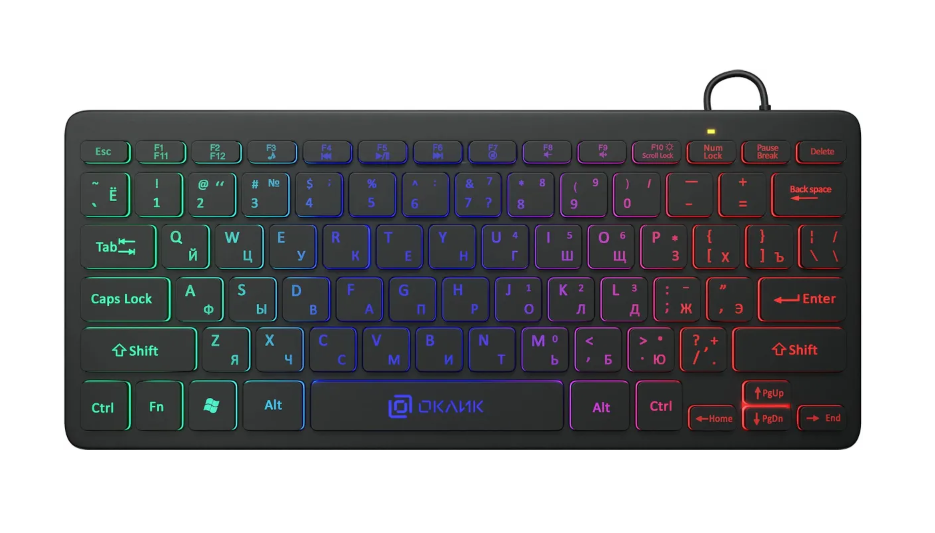 Esc F1 F2 F3 F4 F5 F6 F7 F8 F9 F10 Num Pause Delete
F11 F12 Scroll Lock Lock Break
~ ! @ “ # № $ ; % ^ : & ? * 8 ( 9 ) / — + Back space
` Ё 1 2 3 4 5 6 7 ? 8 9 0 - =
Tab Q W E R T Y U 4 I 5 O 6 P * { } | /
Й Ц У К Е Н Г Ш Щ З [ Х ] Ъ \ \
Caps Lock A S D F G H J 1 K 2 L 3 : - " Enter
Ф Ы В А П Р О Л Д ; Ж , Э
Shift Z X C V B N M 0 < > * ? + Shift
Я Ч С М И Т Ь , Б . Ю / , .
Ctrl Fn Alt ОКЛИК Alt Ctrl Home PgUp PgDn End